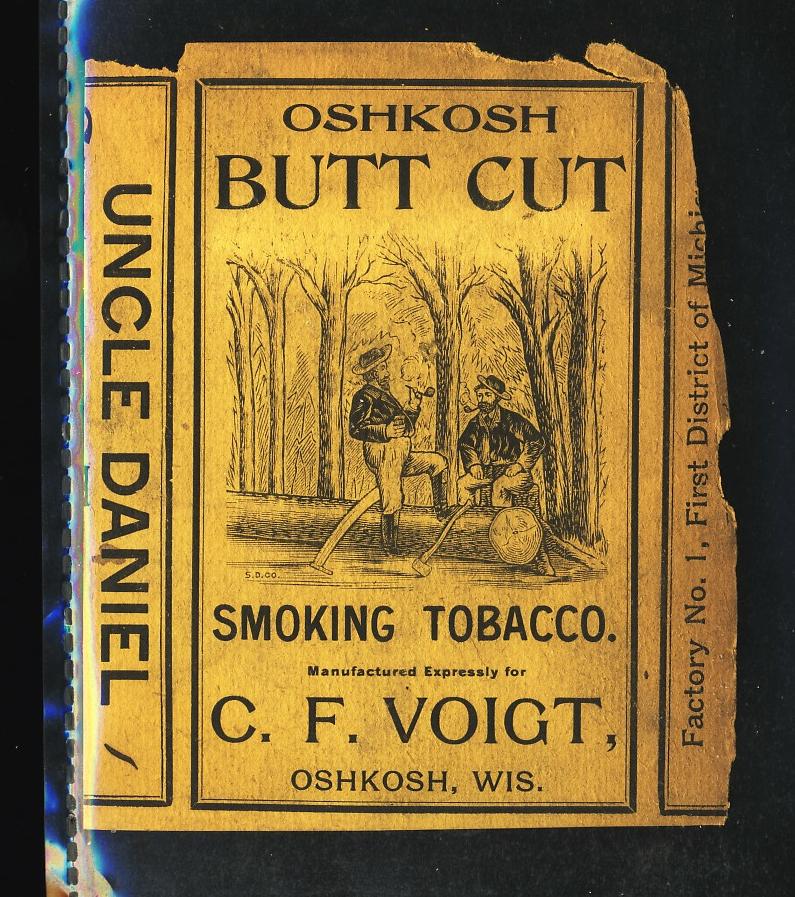 UNCLE DANIEL
OSHKOSH
BUTT CUT
S.D.CO.
SMOKING TOBACCO.
Manufactured Expressly for
C. F. VOIGT,
OSHKOSH, WIS.
Factory No. 1, First District of